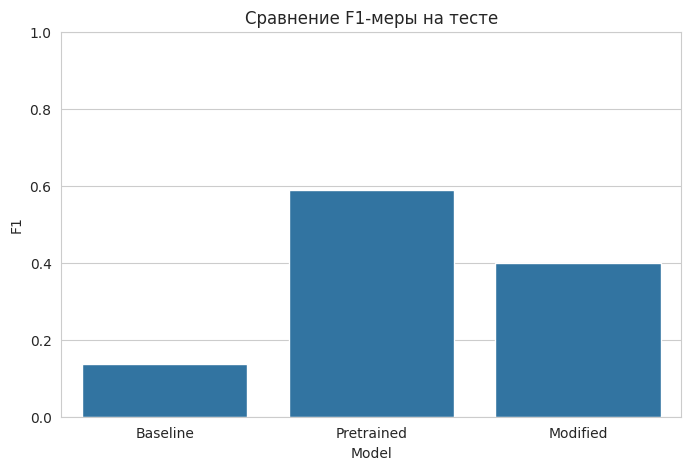 Сравнение F1-меры на тесте
1.0
0.8
0.6
0.4
0.2
0.0
F1
Baseline
Pretrained
Modified
Model